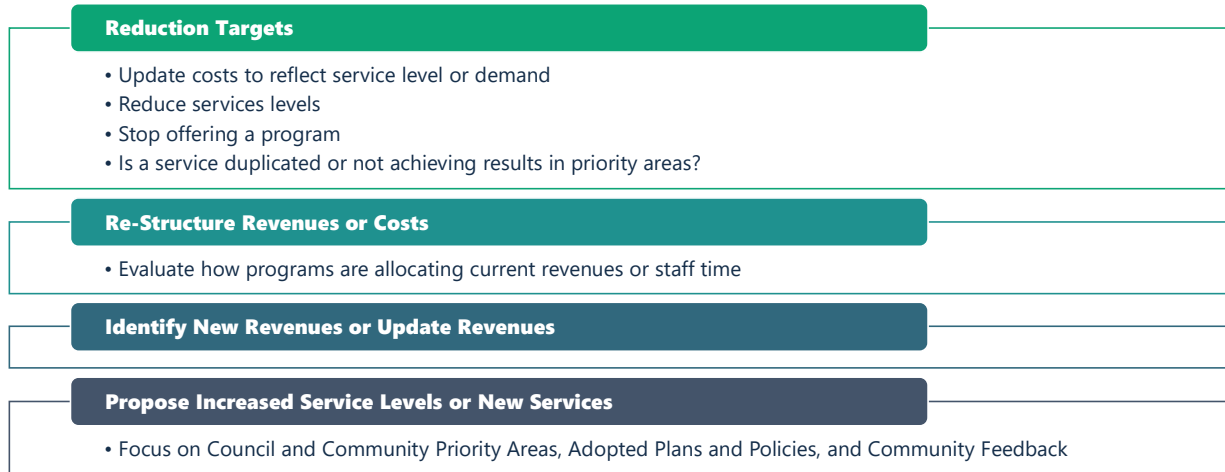 Reduction Targets
• Update costs to reflect service level or demand
• Reduce services levels
• Stop offering a program
• Is a service duplicated or not achieving results in priority areas?
Re-Structure Revenues or Costs
• Evaluate how programs are allocating current revenues or staff time
Identify New Revenues or Update Revenues
Propose Increased Service Levels or New Services
• Focus on Council and Community Priority Areas, Adopted Plans and Policies, and Community Feedback